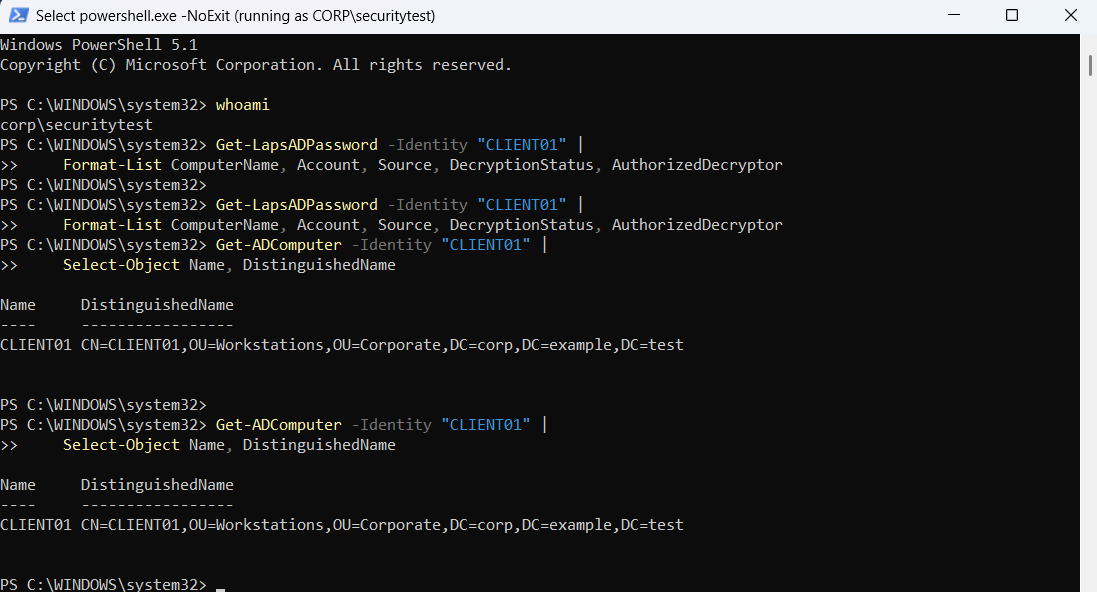 Select powershell.exe -NoExit (running as CORP\securitytest)
Windows PowerShell 5.1
Copyright (C) Microsoft Corporation. All rights reserved.
PS C:\WINDOWS\system32> whoami
corp\securitytest
PS C:\WINDOWS\system32> Get-LapsADPassword -Identity "CLIENT01" |
>>     Format-List ComputerName, Account, Source, DecryptionStatus, AuthorizedDecryptor
PS C:\WINDOWS\system32>
PS C:\WINDOWS\system32> Get-LapsADPassword -Identity "CLIENT01" |
>>     Format-List ComputerName, Account, Source, DecryptionStatus, AuthorizedDecryptor
PS C:\WINDOWS\system32> Get-ADComputer -Identity "CLIENT01" |
>>     Select-Object Name, DistinguishedName
Name     DistinguishedName
----     -----------------
CLIENT01 CN=CLIENT01,OU=Workstations,OU=Corporate,DC=corp,DC=example,DC=test
PS C:\WINDOWS\system32>
PS C:\WINDOWS\system32> Get-ADComputer -Identity "CLIENT01" |
>>     Select-Object Name, DistinguishedName
Name     DistinguishedName
----     -----------------
CLIENT01 CN=CLIENT01,OU=Workstations,OU=Corporate,DC=corp,DC=example,DC=test
PS C:\WINDOWS\system32> _